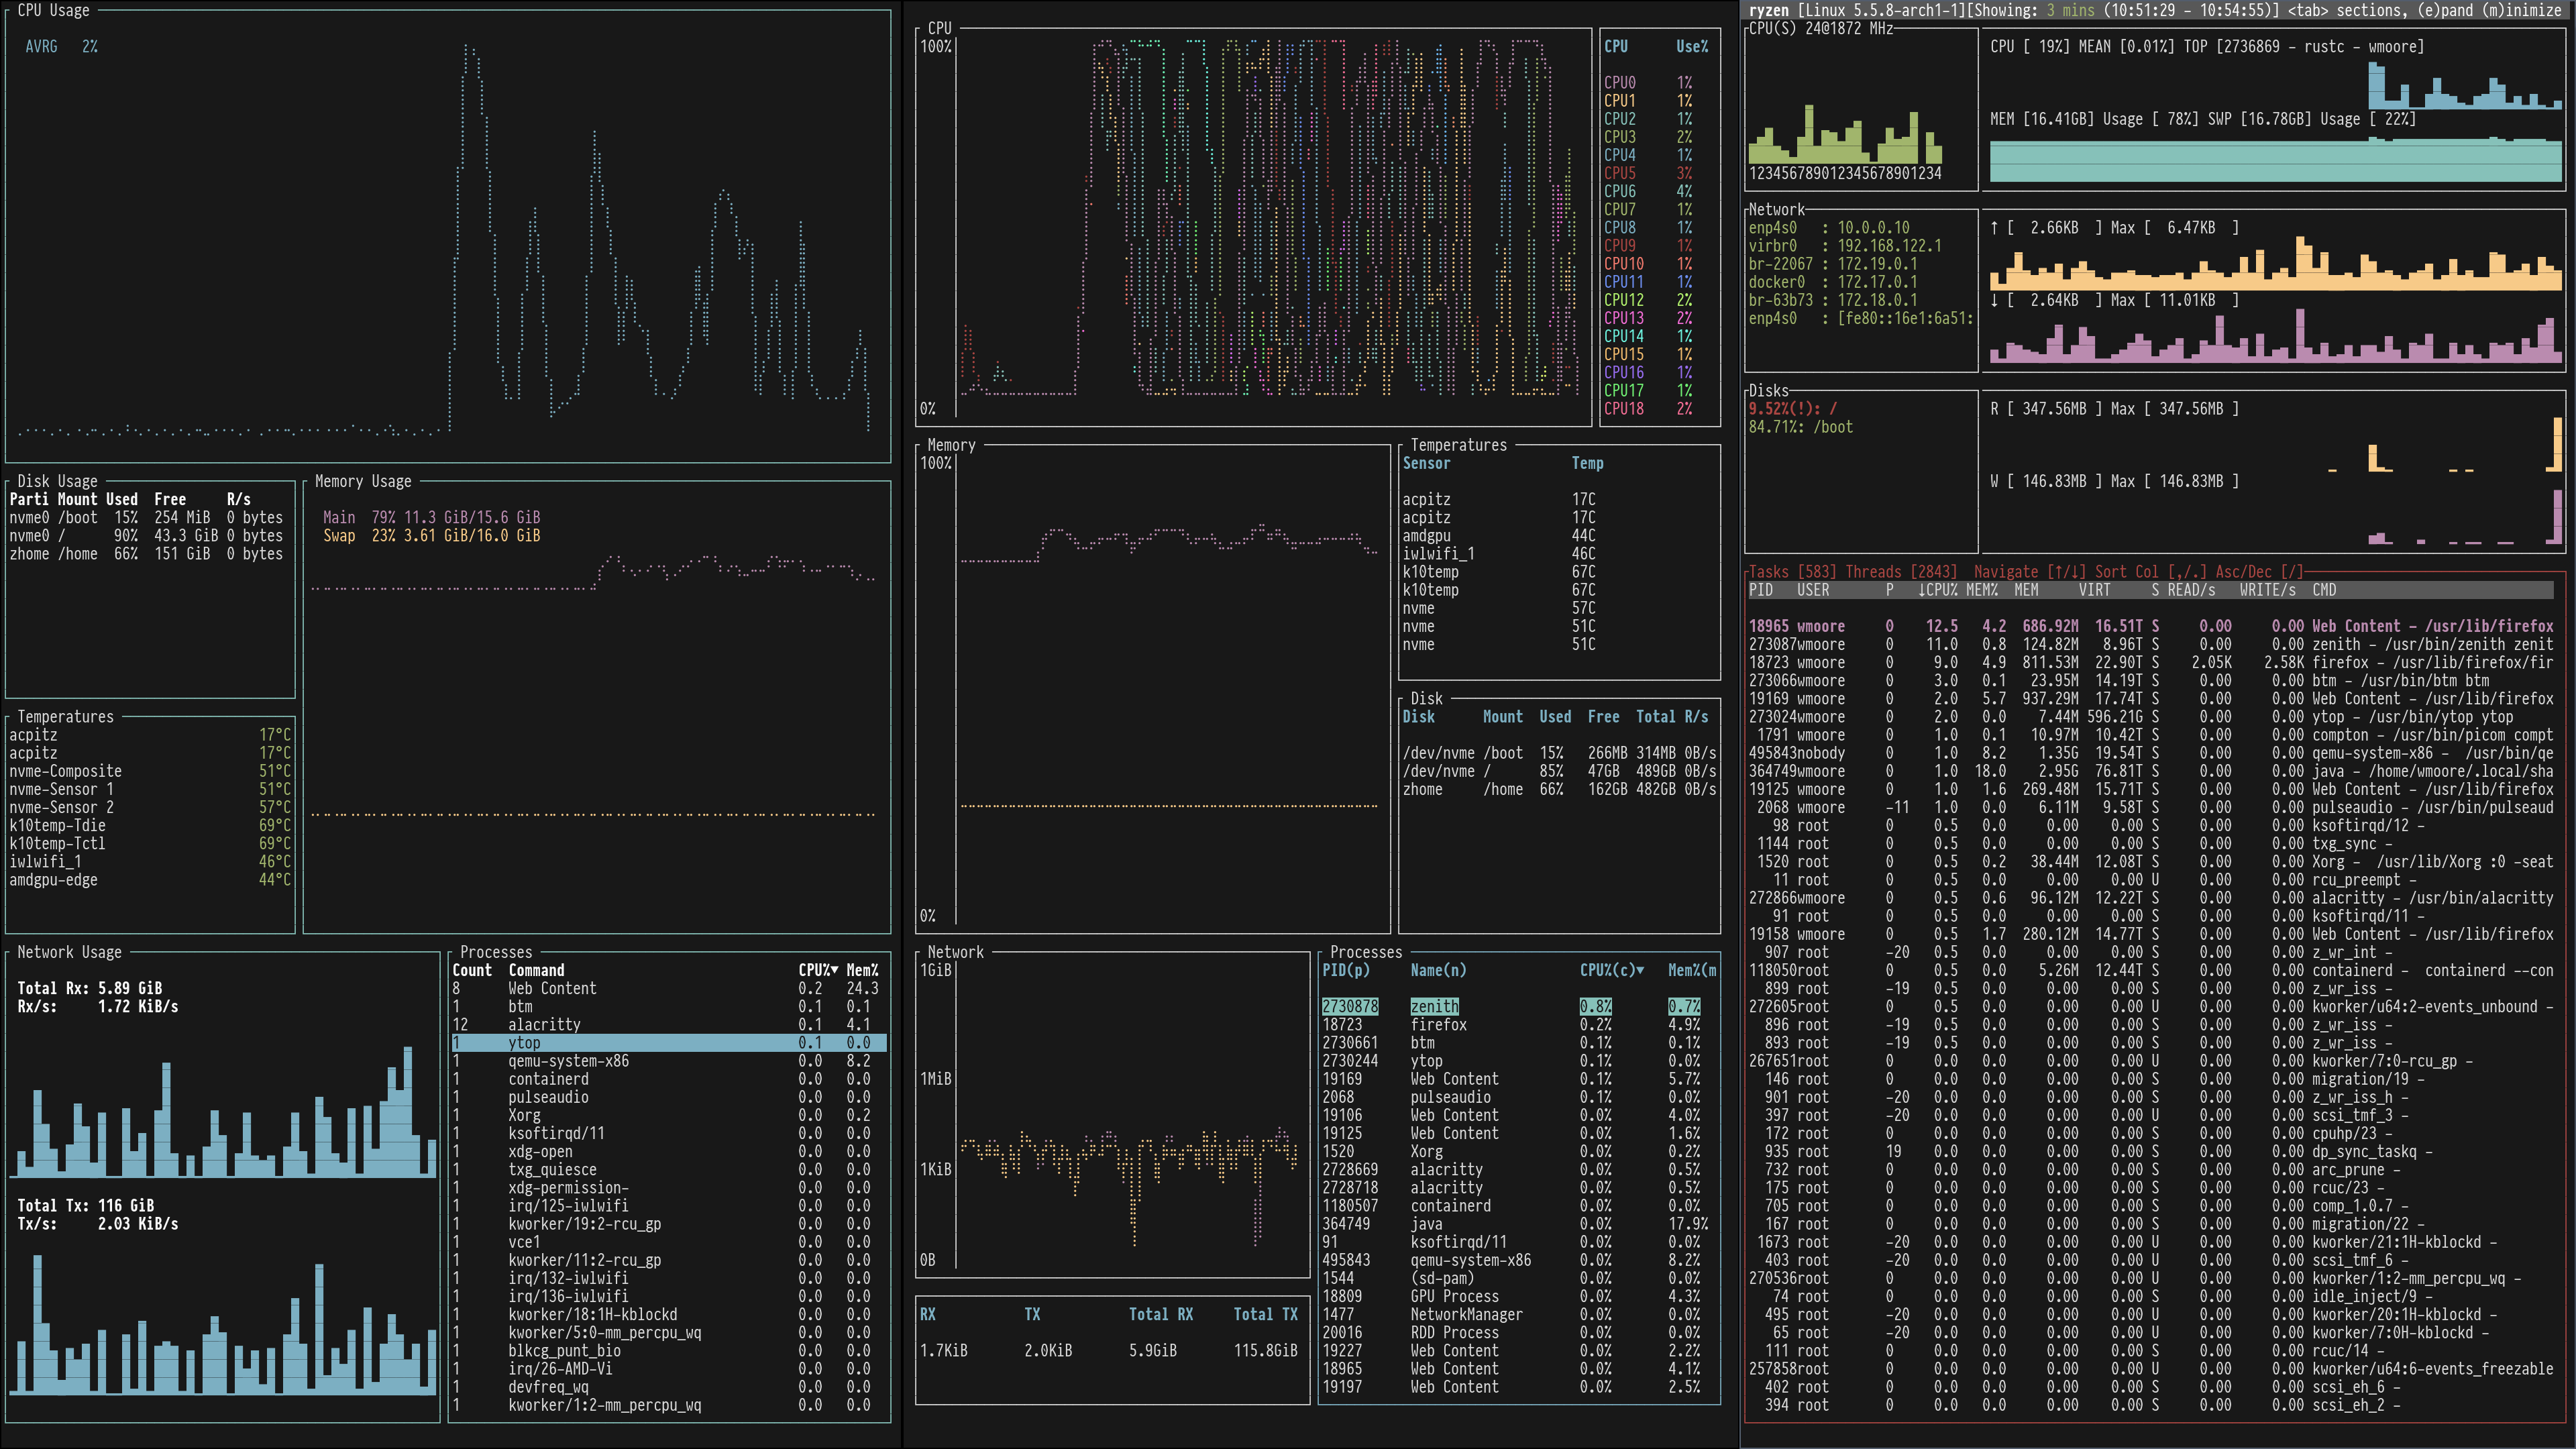 CPU Usage
AVRG 2%
Disk Usage
Parti Mount Used Free R/s
nvme0 /boot 15% 254 MiB 0 bytes
nvme0 / 90% 43.3 GiB 0 bytes
zhome /home 66% 151 GiB 0 bytes
Memory Usage
Main 79% 11.3 GiB/15.6 GiB
Swap 23% 3.61 GiB/16.0 GiB
Temperatures
acpitz 17°C
acpitz 17°C
nvme-Composite 51°C
nvme-Sensor 1 51°C
nvme-Sensor 2 57°C
k10temp-Tdie 69°C
k10temp-Tctl 69°C
iwlwifi_1 46°C
amdgpu-edge 44°C
Network Usage
Total Rx: 5.89 GiB
Rx/s: 1.72 KiB/s
Total Tx: 116 GiB
Tx/s: 2.03 KiB/s
Processes
Count Command CPU%▼ Mem%
8 Web Content 0.2 24.3
1 btm 0.1 0.1
12 alacritty 0.1 4.1
1 ytop 0.1 0.0
1 qemu-system-x86 0.0 8.2
1 containerd 0.0 0.0
1 pulseaudio 0.0 0.0
1 Xorg 0.0 0.2
1 ksoftirqd/11 0.0 0.0
1 xdg-open 0.0 0.0
1 txg_quiesce 0.0 0.0
1 xdg-permission- 0.0 0.0
1 irq/125-iwlwifi 0.0 0.0
1 kworker/19:2-rcu_gp 0.0 0.0
1 vce1 0.0 0.0
1 kworker/11:2-rcu_gp 0.0 0.0
1 irq/132-iwlwifi 0.0 0.0
1 irq/136-iwlwifi 0.0 0.0
1 kworker/18:1H-kblockd 0.0 0.0
1 kworker/5:0-mm_percpu_wq 0.0 0.0
1 blkcg_punt_bio 0.0 0.0
1 irq/26-AMD-Vi 0.0 0.0
1 devfreq_wq 0.0 0.0
1 kworker/1:2-mm_percpu_wq 0.0 0.0
CPU
100%
0%
CPU Use%
CPU0 1%
CPU1 1%
CPU2 1%
CPU3 2%
CPU4 1%
CPU5 3%
CPU6 4%
CPU7 1%
CPU8 1%
CPU9 1%
CPU10 1%
CPU11 1%
CPU12 2%
CPU13 2%
CPU14 1%
CPU15 1%
CPU16 1%
CPU17 1%
CPU18 2%
Memory
100%
0%
Temperatures
Sensor Temp
acpitz 17C
acpitz 17C
amdgpu 44C
iwlwifi_1 46C
k10temp 67C
k10temp 67C
nvme 57C
nvme 51C
nvme 51C
Disk
Disk Mount Used Free Total R/s
/dev/nvme /boot 15% 266MB 314MB 0B/s
/dev/nvme / 85% 47GB 489GB 0B/s
zhome /home 66% 162GB 482GB 0B/s
Network
1GiB
1MiB
1KiB
0B
RX TX Total RX Total TX
1.7KiB 2.0KiB 5.9GiB 115.8GiB
Processes
PID(p) Name(n) CPU%(c)▼ Mem%(m
2730878 zenith 0.8% 0.7%
18723 firefox 0.2% 4.9%
2730661 btm 0.1% 0.1%
2730244 ytop 0.1% 0.0%
19169 Web Content 0.1% 5.7%
2068 pulseaudio 0.1% 0.0%
19106 Web Content 0.0% 4.0%
19125 Web Content 0.0% 1.6%
1520 Xorg 0.0% 0.2%
2728669 alacritty 0.0% 0.5%
2728718 alacritty 0.0% 0.5%
1180507 containerd 0.0% 0.0%
364749 java 0.0% 17.9%
91 ksoftirqd/11 0.0% 0.0%
495843 qemu-system-x86 0.0% 8.2%
1544 (sd-pam) 0.0% 0.0%
18809 GPU Process 0.0% 4.3%
1477 NetworkManager 0.0% 0.0%
20016 RDD Process 0.0% 0.0%
19227 Web Content 0.0% 2.2%
18965 Web Content 0.0% 4.1%
19197 Web Content 0.0% 2.5%
ryzen [Linux 5.5.8-arch1-1][Showing: 3 mins (10:51:29 - 10:54:55)] <tab> sections, (e)pand (m)inimize
CPU(S) 24@1872 MHz
123456789012345678901234
CPU [ 19%] MEAN [0.01%] TOP [2736869 - rustc - wmoore]
MEM [16.41GB] Usage [ 78%] SWP [16.78GB] Usage [ 22%]
Network
enp4s0 : 10.0.0.10
virbr0 : 192.168.122.1
br-22067 : 172.19.0.1
docker0 : 172.17.0.1
br-63b73 : 172.18.0.1
enp4s0 : [fe80::16e1:6a51:
↑ [ 2.66KB ] Max [ 6.47KB ]
↓ [ 2.64KB ] Max [ 11.01KB ]
Disks
9.52%(!): /
84.71%: /boot
R [ 347.56MB ] Max [ 347.56MB ]
W [ 146.83MB ] Max [ 146.83MB ]
Tasks [583] Threads [2843] Navigate [↑/↓] Sort Col [,/.] Asc/Dec [/]
PID USER P ↓CPU% MEM% MEM VIRT S READ/s WRITE/s CMD
18965 wmoore 0 12.5 4.2 686.92M 16.51T S 0.00 0.00 Web Content - /usr/lib/firefox
273087wmoore 0 11.0 0.8 124.82M 8.96T S 0.00 0.00 zenith - /usr/bin/zenith zenit
18723 wmoore 0 9.0 4.9 811.53M 22.90T S 2.05K 2.58K firefox - /usr/lib/firefox/fir
273066wmoore 0 3.0 0.1 23.95M 14.19T S 0.00 0.00 btm - /usr/bin/btm btm
19169 wmoore 0 2.0 5.7 937.29M 17.74T S 0.00 0.00 Web Content - /usr/lib/firefox
273024wmoore 0 2.0 0.0 7.44M 596.21G S 0.00 0.00 ytop - /usr/bin/ytop ytop
1791 wmoore 0 1.0 0.1 10.97M 10.42T S 0.00 0.00 compton - /usr/bin/picom compt
495843nobody 0 1.0 8.2 1.35G 19.54T S 0.00 0.00 qemu-system-x86 - /usr/bin/qe
364749wmoore 0 1.0 18.0 2.95G 76.81T S 0.00 0.00 java - /home/wmoore/.local/sha
19125 wmoore 0 1.0 1.6 269.48M 15.71T S 0.00 0.00 Web Content - /usr/lib/firefox
2068 wmoore -11 1.0 0.0 6.11M 9.58T S 0.00 0.00 pulseaudio - /usr/bin/pulseaud
98 root 0 0.5 0.0 0.00 0.00 S 0.00 0.00 ksoftirqd/12 -
1144 root 0 0.5 0.0 0.00 0.00 S 0.00 0.00 txg_sync -
1520 root 0 0.5 0.2 38.44M 12.08T S 0.00 0.00 Xorg - /usr/lib/Xorg :0 -seat
11 root 0 0.5 0.0 0.00 0.00 U 0.00 0.00 rcu_preempt -
272866wmoore 0 0.5 0.6 96.12M 12.22T S 0.00 0.00 alacritty - /usr/bin/alacritty
91 root 0 0.5 0.0 0.00 0.00 S 0.00 0.00 ksoftirqd/11 -
19158 wmoore 0 0.5 1.7 280.12M 14.77T S 0.00 0.00 Web Content - /usr/lib/firefox
907 root -20 0.5 0.0 0.00 0.00 S 0.00 0.00 z_wr_int -
118050root 0 0.5 0.0 5.26M 12.44T S 0.00 0.00 containerd - containerd --con
899 root -19 0.5 0.0 0.00 0.00 S 0.00 0.00 z_wr_iss -
272605root 0 0.5 0.0 0.00 0.00 U 0.00 0.00 kworker/u64:2-events_unbound -
896 root -19 0.5 0.0 0.00 0.00 S 0.00 0.00 z_wr_iss -
893 root -19 0.5 0.0 0.00 0.00 S 0.00 0.00 z_wr_iss -
267651root 0 0.0 0.0 0.00 0.00 U 0.00 0.00 kworker/7:0-rcu_gp -
146 root 0 0.0 0.0 0.00 0.00 S 0.00 0.00 migration/19 -
901 root -20 0.0 0.0 0.00 0.00 S 0.00 0.00 z_wr_iss_h -
397 root -20 0.0 0.0 0.00 0.00 U 0.00 0.00 scsi_tmf_3 -
172 root 0 0.0 0.0 0.00 0.00 S 0.00 0.00 cpuhp/23 -
935 root 19 0.0 0.0 0.00 0.00 S 0.00 0.00 dp_sync_taskq -
732 root 0 0.0 0.0 0.00 0.00 S 0.00 0.00 arc_prune -
175 root 0 0.0 0.0 0.00 0.00 S 0.00 0.00 rcuc/23 -
705 root 0 0.0 0.0 0.00 0.00 S 0.00 0.00 comp_1.0.7 -
167 root 0 0.0 0.0 0.00 0.00 S 0.00 0.00 migration/22 -
1673 root -20 0.0 0.0 0.00 0.00 U 0.00 0.00 kworker/21:1H-kblockd -
403 root -20 0.0 0.0 0.00 0.00 U 0.00 0.00 scsi_tmf_6 -
270536root 0 0.0 0.0 0.00 0.00 U 0.00 0.00 kworker/1:2-mm_percpu_wq -
74 root 0 0.0 0.0 0.00 0.00 S 0.00 0.00 idle_inject/9 -
495 root -20 0.0 0.0 0.00 0.00 U 0.00 0.00 kworker/20:1H-kblockd -
65 root -20 0.0 0.0 0.00 0.00 U 0.00 0.00 kworker/7:0H-kblockd -
111 root 0 0.0 0.0 0.00 0.00 S 0.00 0.00 rcuc/14 -
257858root 0 0.0 0.0 0.00 0.00 U 0.00 0.00 kworker/u64:6-events_freezable
402 root 0 0.0 0.0 0.00 0.00 S 0.00 0.00 scsi_eh_6 -
394 root 0 0.0 0.0 0.00 0.00 S 0.00 0.00 scsi_eh_2 -